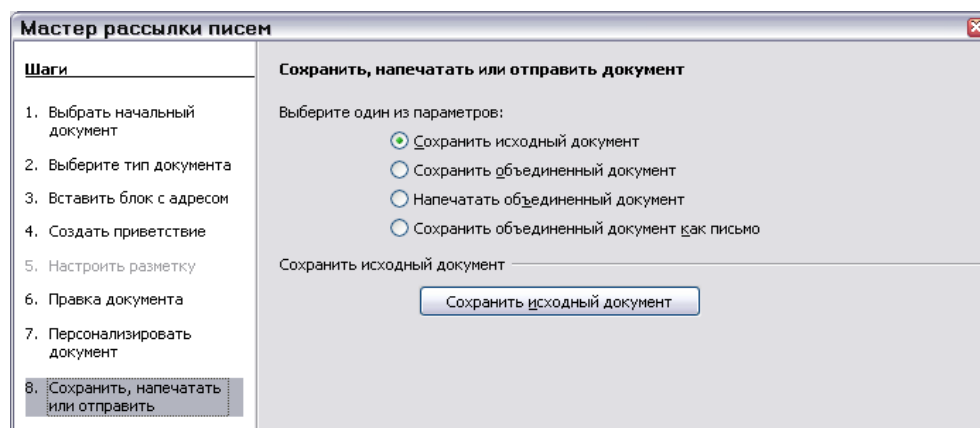 Мастер рассылки писем
Шаги
1. Выбрать начальный
документ
2. Выберите тип документа
3. Вставить блок с адресом
4. Создать приветствие
5. Настроить разметку
6. Правка документа
7. Персонализировать
документ
8. Сохранить, напечатать
или отправить
Сохранить, напечатать или отправить документ
Выберите один из параметров:
Сохранить исходный документ
Сохранить объединенный документ
Напечатать объединенный документ
Сохранить объединенный документ как письмо
Сохранить исходный документ
Сохранить исходный документ